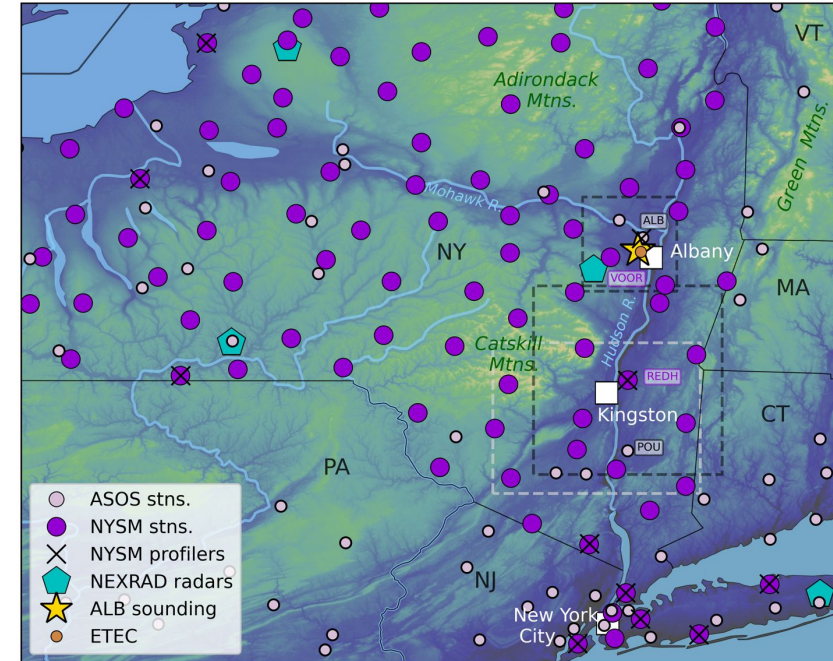 VT
Adirondack
Mtns.
Green Mtns.
Mohawk R.
ALB
NY
Albany
VOOR
MA
Hudson R.
Catskill
Mtns.
REDH
Kingston
CT
POU
PA
ASOS stns.
NYSM stns.
NYSM profilers
NEXRAD radars
ALB sounding
ETEC
NJ
New York
City